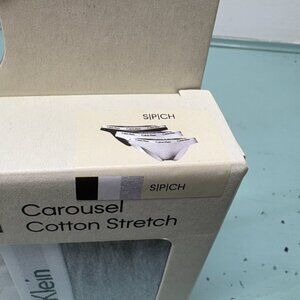 S|P|CH
S|P|CH
Carousel
Cotton Stretch
Klein